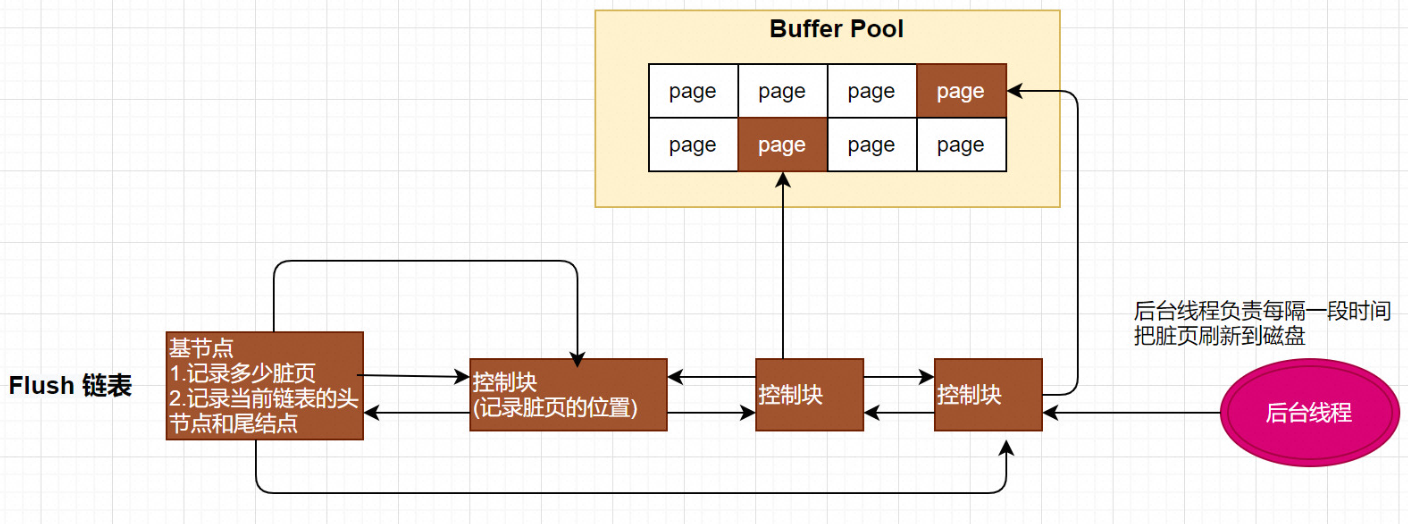 Buffer Pool
page page page page
page page page page
后台线程负责每隔一段时间
把脏页刷新到磁盘
Flush 链表
基节点
1.记录多少脏页
2.记录当前链表的头
节点和尾结点
控制块
(记录脏页的位置)
控制块
控制块
后台线程